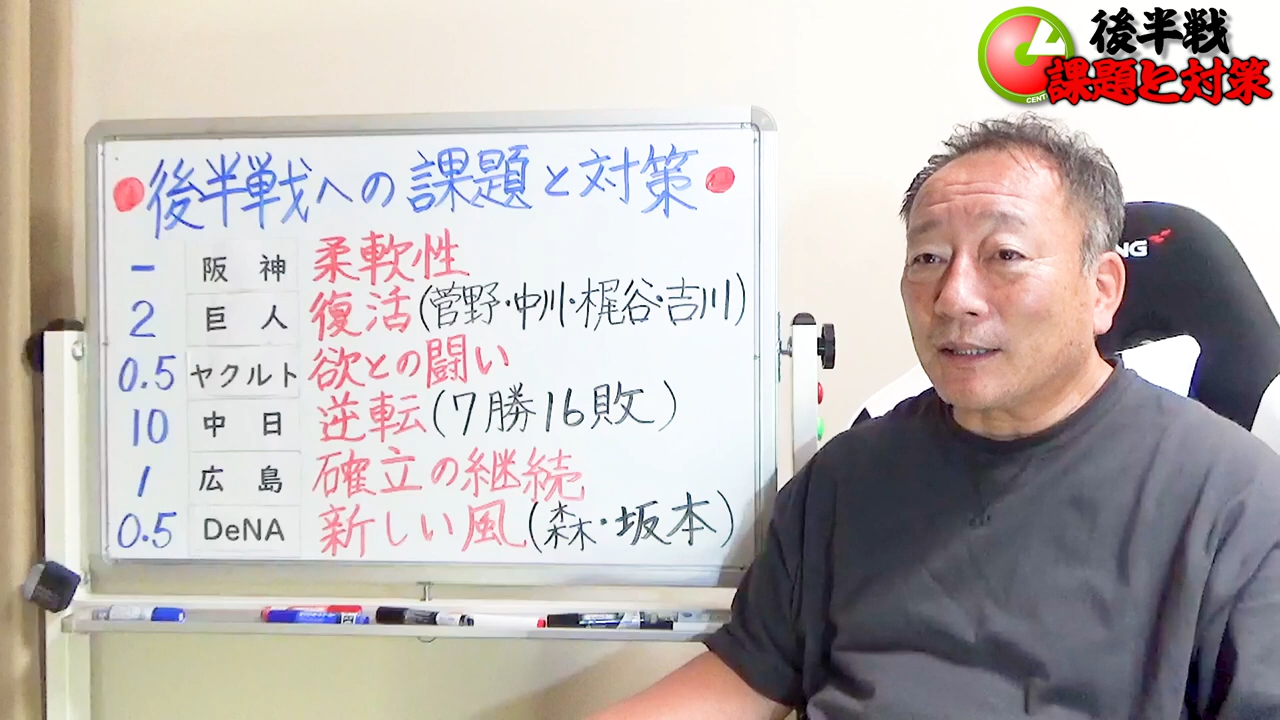 後半戦
課題と対策
CENT
NG
後半戦への課題と対策
- 阪神 柔軟性
2 巨人 復活(菅野・中川・梶谷・吉川)
0.5 ヤクルト 欲との闘い
10 中日 逆転(7勝16敗)
1 広島 確立の継続
0.5 DeNA 新しい風(森・坂本)